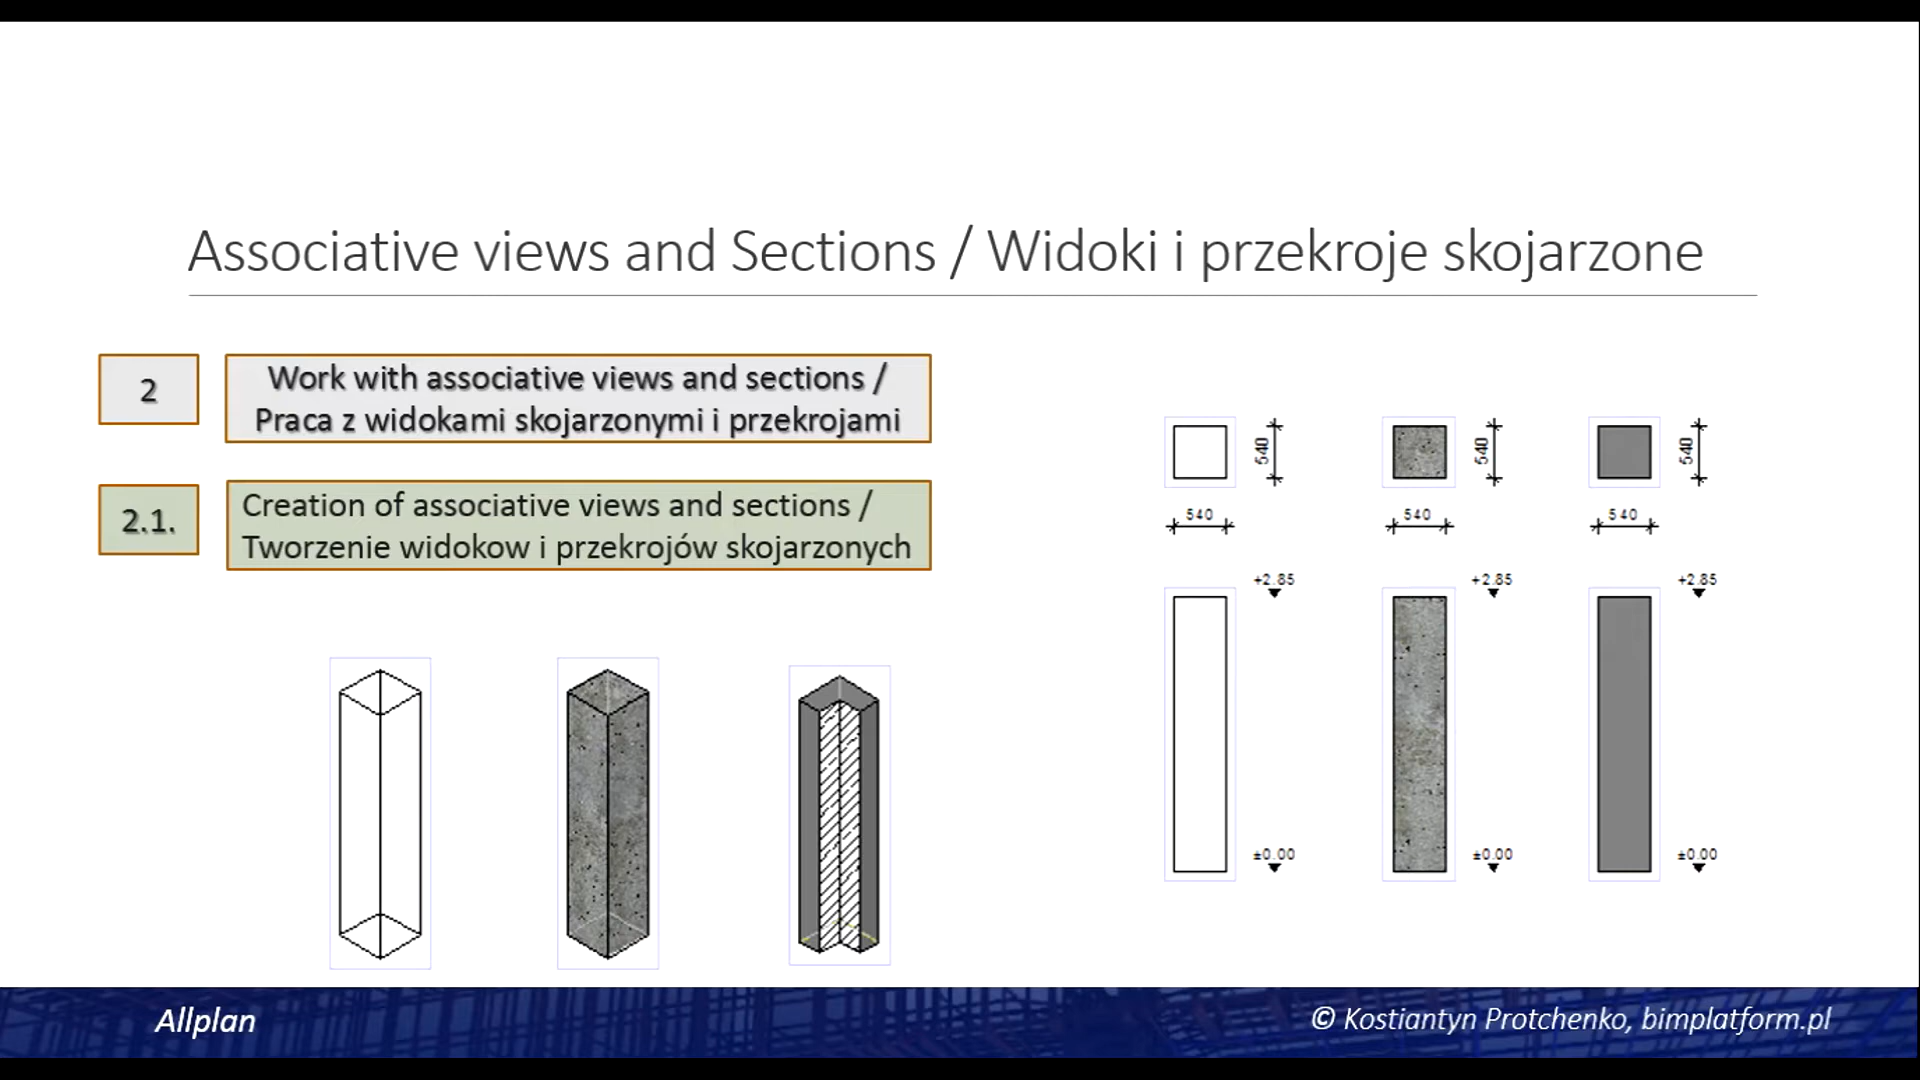 Associative views and Sections / Widoki i przekroje skojarzone
2
Work with associative views and sections /
Praca z widokami skojarzonymi i przekrojami
2.1.
Creation of associative views and sections /
Tworzenie widokow i przekrojów skojarzonych
540
540
540
540
540
540
+2.85
+2.85
+2.85
±0.00
±0.00
±0.00
Allplan
© Kostiantyn Protchenko, bimplatform.pl